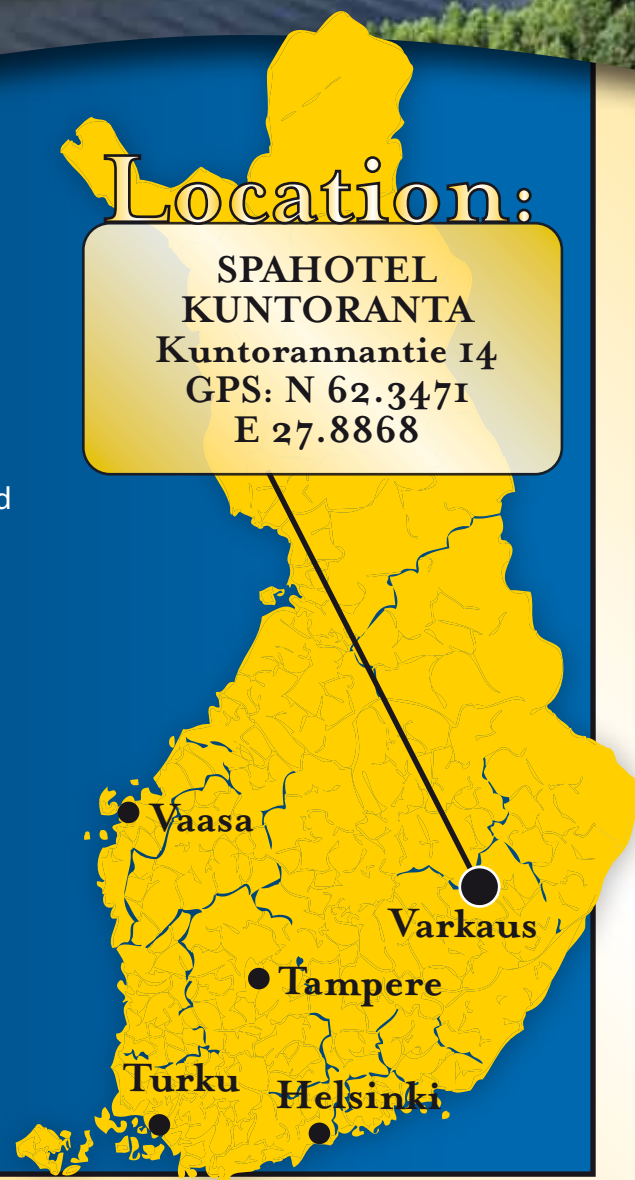 Location:
SPAHOTEL
KUNTORANTA
Kuntorannantie 14
GPS: N 62.3471
E 27.8868
d
Vaasa
Varkaus
Tampere
Turku
Helsinki